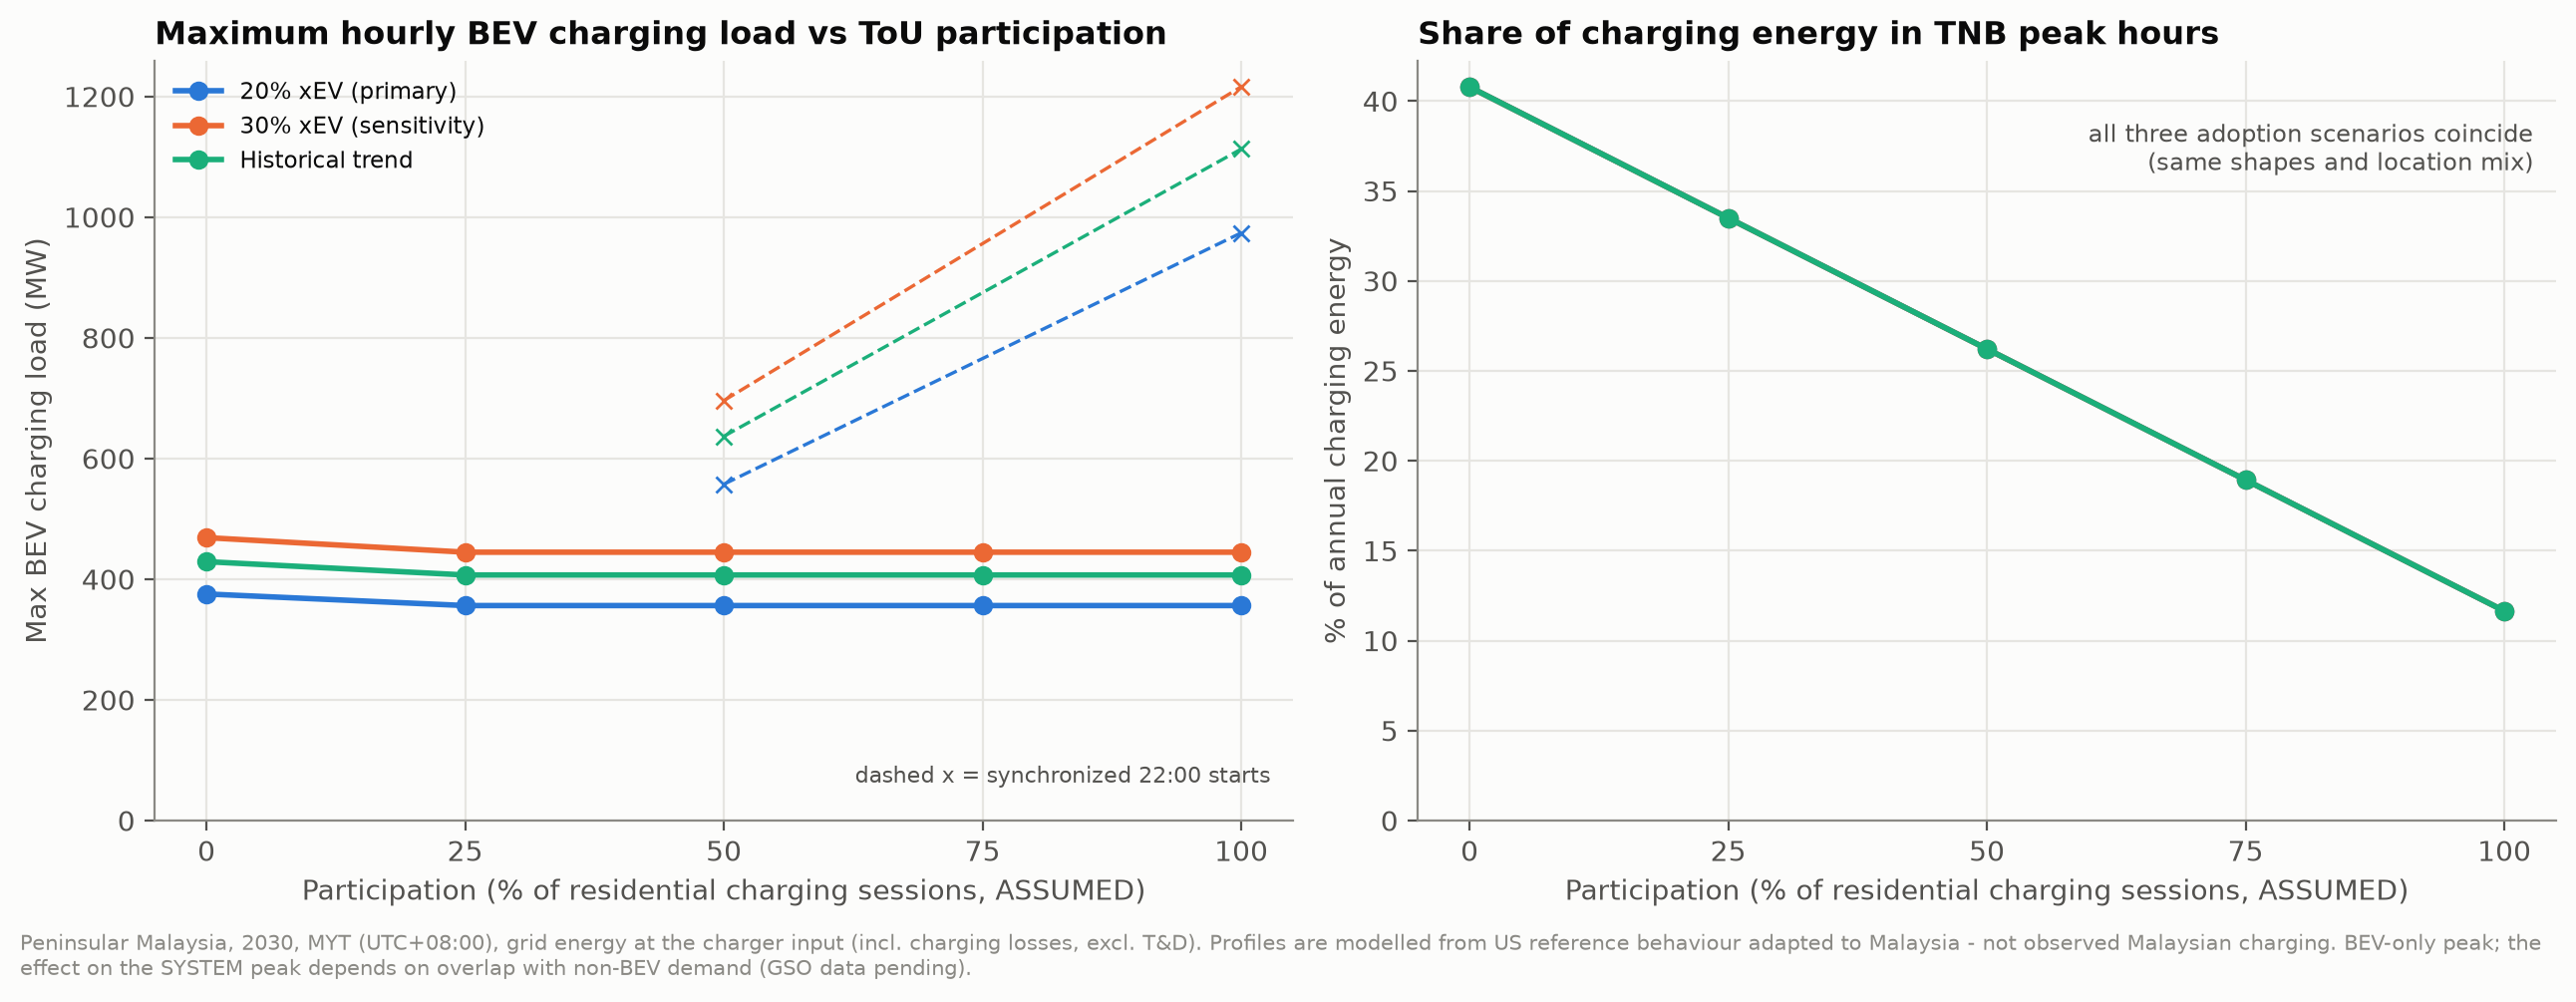 Maximum hourly BEV charging load vs ToU participation
20% xEV (primary)
30% xEV (sensitivity)
Historical trend
Max BEV charging load (MW)
1200
1000
800
600
400
200
0
dashed x = synchronized 22:00 starts
0 25 50 75 100
Participation (% of residential charging sessions, ASSUMED)
Share of charging energy in TNB peak hours
all three adoption scenarios coincide
(same shapes and location mix)
% of annual charging energy
40
35
30
25
20
15
10
5
0
0 25 50 75 100
Participation (% of residential charging sessions, ASSUMED)
Peninsular Malaysia, 2030, MYT (UTC+08:00), grid energy at the charger input (incl. charging losses, excl. T&D). Profiles are modelled from US reference behaviour adapted to Malaysia - not observed Malaysian charging. BEV-only peak; the
effect on the SYSTEM peak depends on overlap with non-BEV demand (GSO data pending).